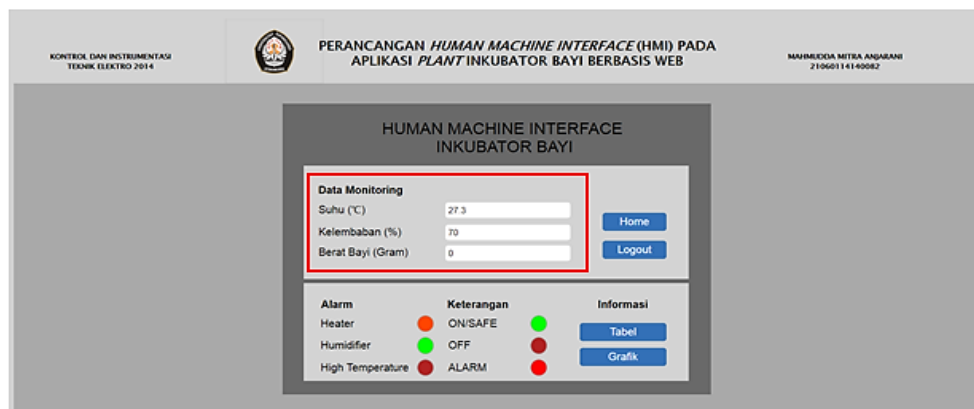 KONTROL DAN INSTRUMENTASI
TEKNIK ELEKTRO 2014
PERANCANGAN HUMAN MACHINE INTERFACE (HMI) PADA
APLIKASI PLANT INKUBATOR BAYI BERBASIS WEB
MAHMUDDA MITRA ANJARANI
21060114140082
HUMAN MACHINE INTERFACE
INKUBATOR BAYI
Data Monitoring
Suhu (℃) 27.3
Kelembaban (%) 70
Berat Bayi (Gram) 0
Home
Logout
Alarm Keterangan Informasi
Heater ON/SAFE Tabel
Humidifier OFF
High Temperature ALARM Grafik